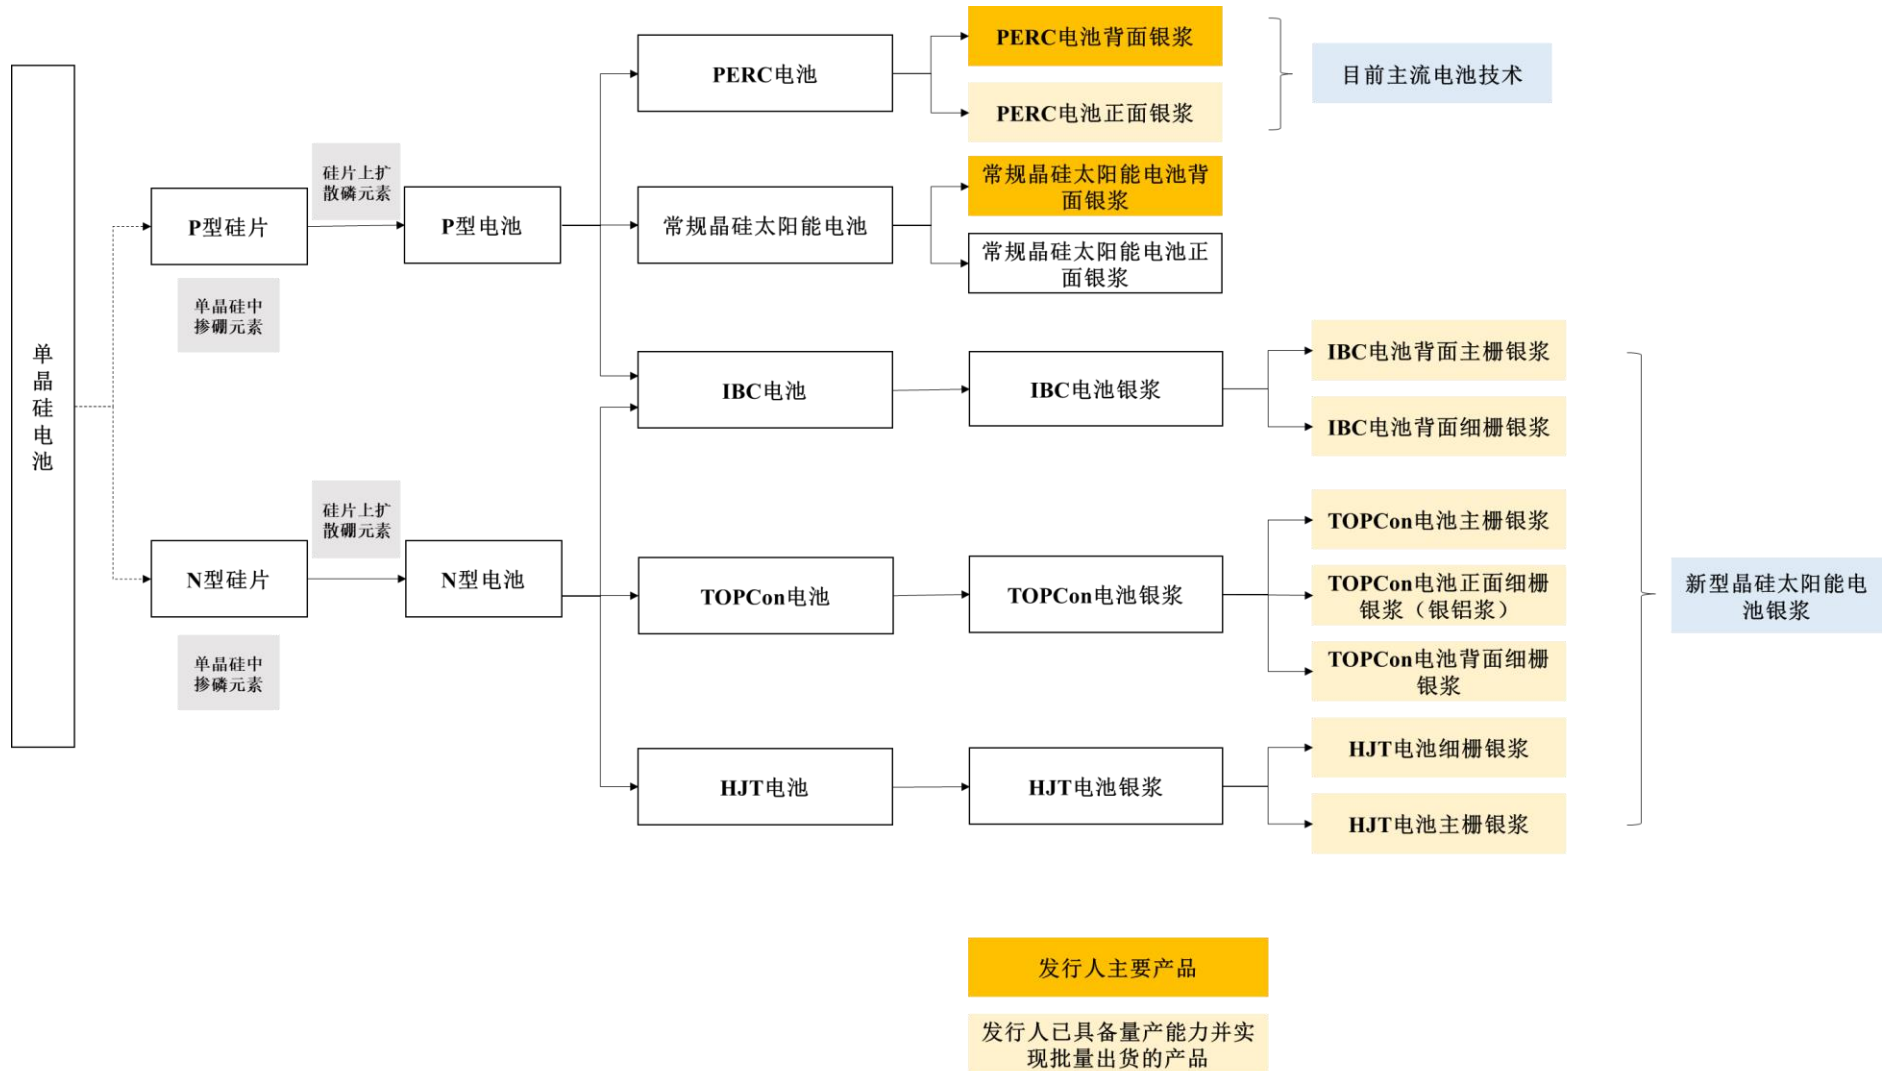 单
晶
硅
电
池
P型硅片
单晶硅中
掺硼元素
硅片上扩
散磷元素
P型电池
N型硅片
单晶硅中
掺磷元素
硅片上扩
散硼元素
N型电池
PERC电池
PERC电池背面银浆
PERC电池正面银浆
目前主流电池技术
常规晶硅太阳能电池
常规晶硅太阳能电池背
面银浆
常规晶硅太阳能电池正
面银浆
IBC电池
IBC电池银浆
IBC电池背面主栅银浆
IBC电池背面细栅银浆
TOPCon电池
TOPCon电池银浆
TOPCon电池主栅银浆
TOPCon电池正面细栅
银浆（银铝浆）
TOPCon电池背面细栅
银浆
HJT电池
HJT电池银浆
HJT电池细栅银浆
HJT电池主栅银浆
新型晶硅太阳能电
池银浆
发行人主要产品
发行人已具备量产能力并实
现批量出货的产品